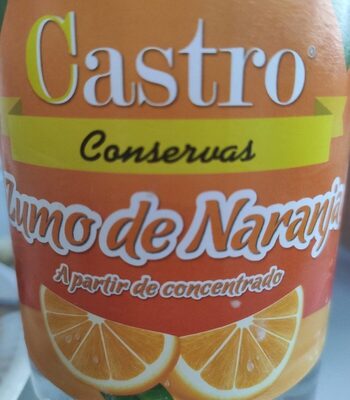 Castro®
Conservas
Zumo de Naranja
A partir de concentrado